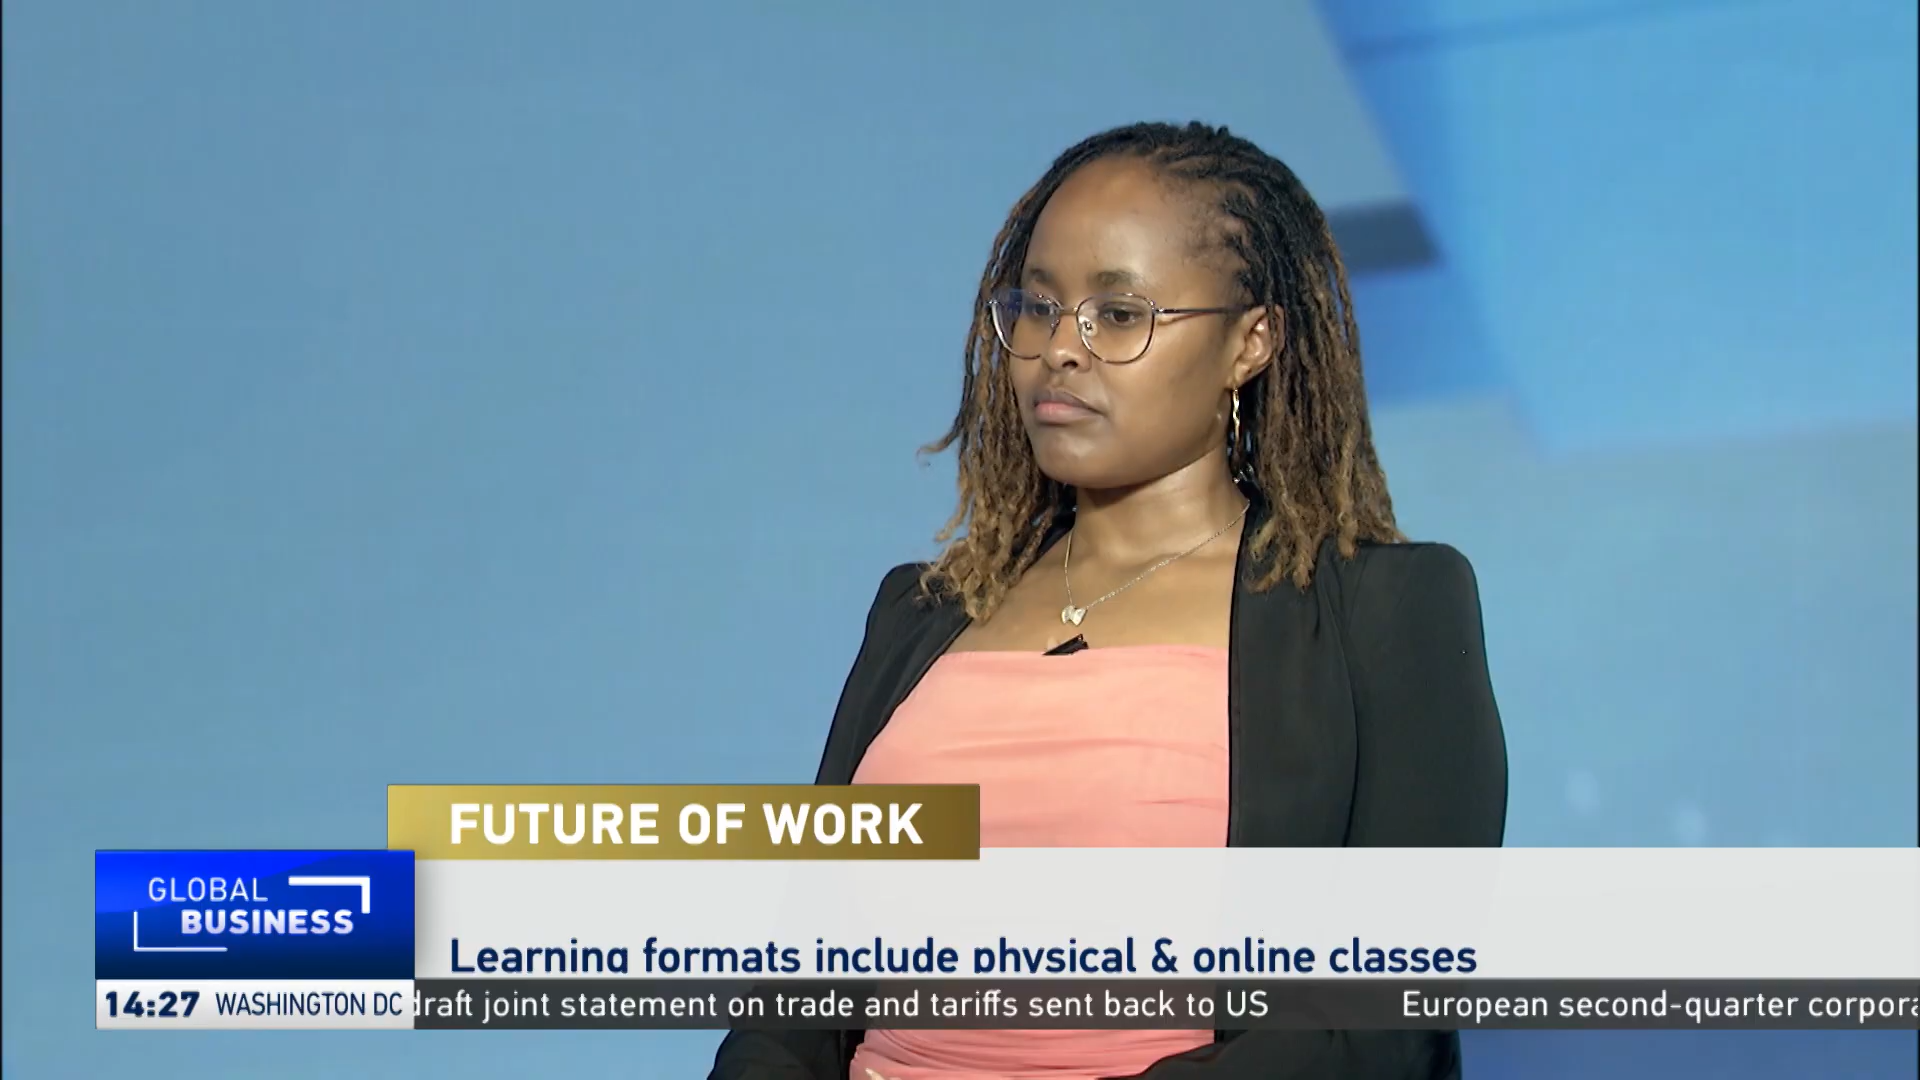 FUTURE OF WORK
GLOBAL
BUSINESS
Learning formats include physical & online classes
14:27 WASHINGTON DC
draft joint statement on trade and tariffs sent back to US European second-quarter